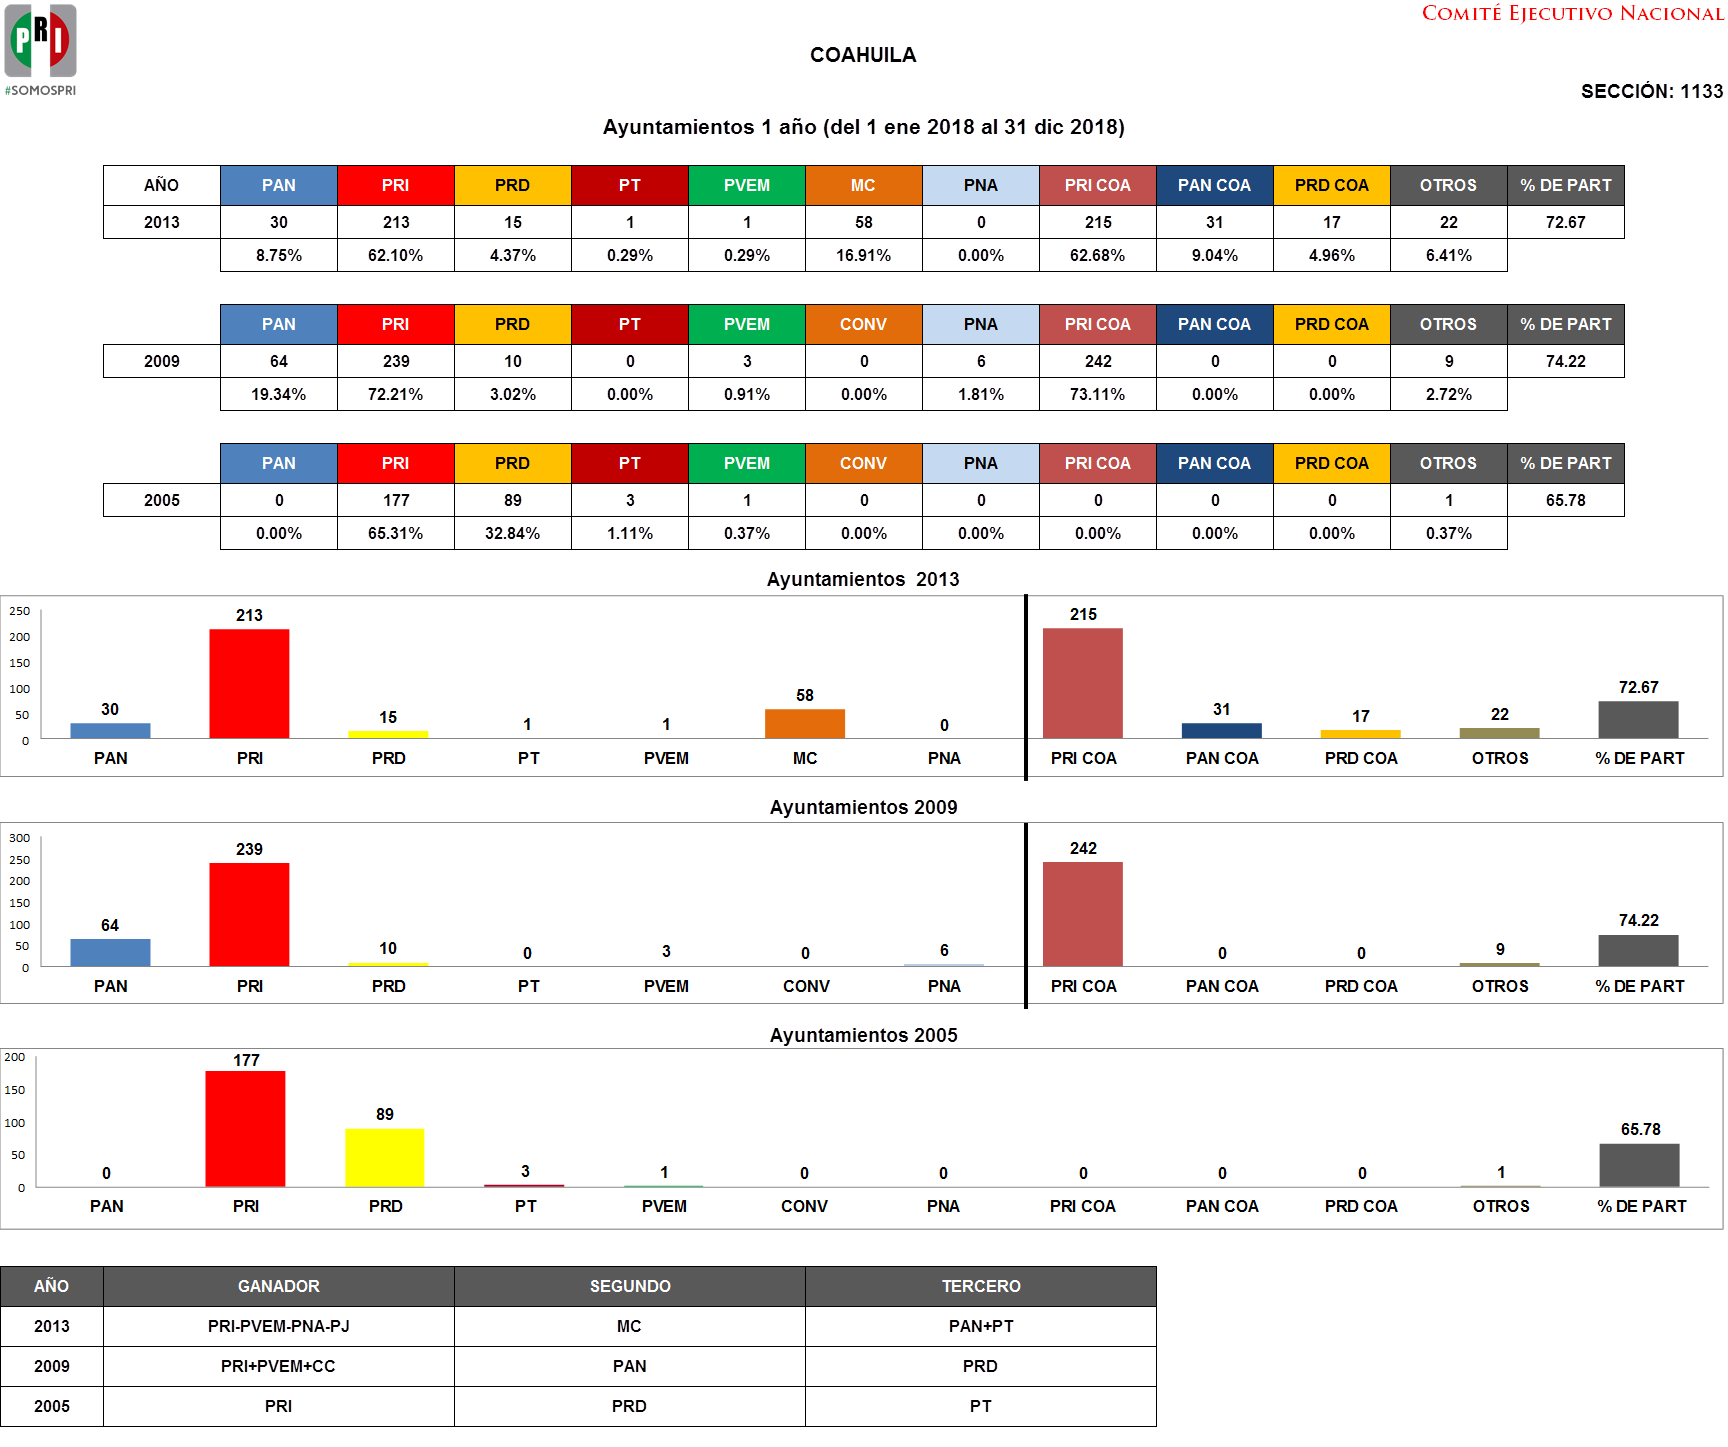 PRI
#SOMOSPRI
COMITÉ EJECUTIVO NACIONAL
COAHUILA
SECCIÓN: 1133
Ayuntamientos 1 año (del 1 ene 2018 al 31 dic 2018)
AÑO PAN PRI PRD PT PVEM MC PNA PRI COA PAN COA PRD COA OTROS % DE PART
2013 30 213 15 1 1 58 0 215 31 17 22 72.67
8.75% 62.10% 4.37% 0.29% 0.29% 16.91% 0.00% 62.68% 9.04% 4.96% 6.41%
PAN PRI PRD PT PVEM CONV PNA PRI COA PAN COA PRD COA OTROS % DE PART
2009 64 239 10 0 3 0 6 242 0 0 9 74.22
19.34% 72.21% 3.02% 0.00% 0.91% 0.00% 1.81% 73.11% 0.00% 0.00% 2.72%
PAN PRI PRD PT PVEM CONV PNA PRI COA PAN COA PRD COA OTROS % DE PART
2005 0 177 89 3 1 0 0 0 0 0 1 65.78
0.00% 65.31% 32.84% 1.11% 0.37% 0.00% 0.00% 0.00% 0.00% 0.00% 0.37%
Ayuntamientos 2013
250
200
150
100
50
0
30 213 15 1 1 58 0 215 31 17 22 72.67
PAN PRI PRD PT PVEM MC PNA PRI COA PAN COA PRD COA OTROS % DE PART
Ayuntamientos 2009
300
250
200
150
100
50
0
64 239 10 0 3 0 6 242 0 0 9 74.22
PAN PRI PRD PT PVEM CONV PNA PRI COA PAN COA PRD COA OTROS % DE PART
Ayuntamientos 2005
200
150
100
50
0
0 177 89 3 1 0 0 0 0 0 1 65.78
PAN PRI PRD PT PVEM CONV PNA PRI COA PAN COA PRD COA OTROS % DE PART
AÑO GANADOR SEGUNDO TERCERO
2013 PRI-PVEM-PNA-PJ MC PAN+PT
2009 PRI+PVEM+CC PAN PRD
2005 PRI PRD PT